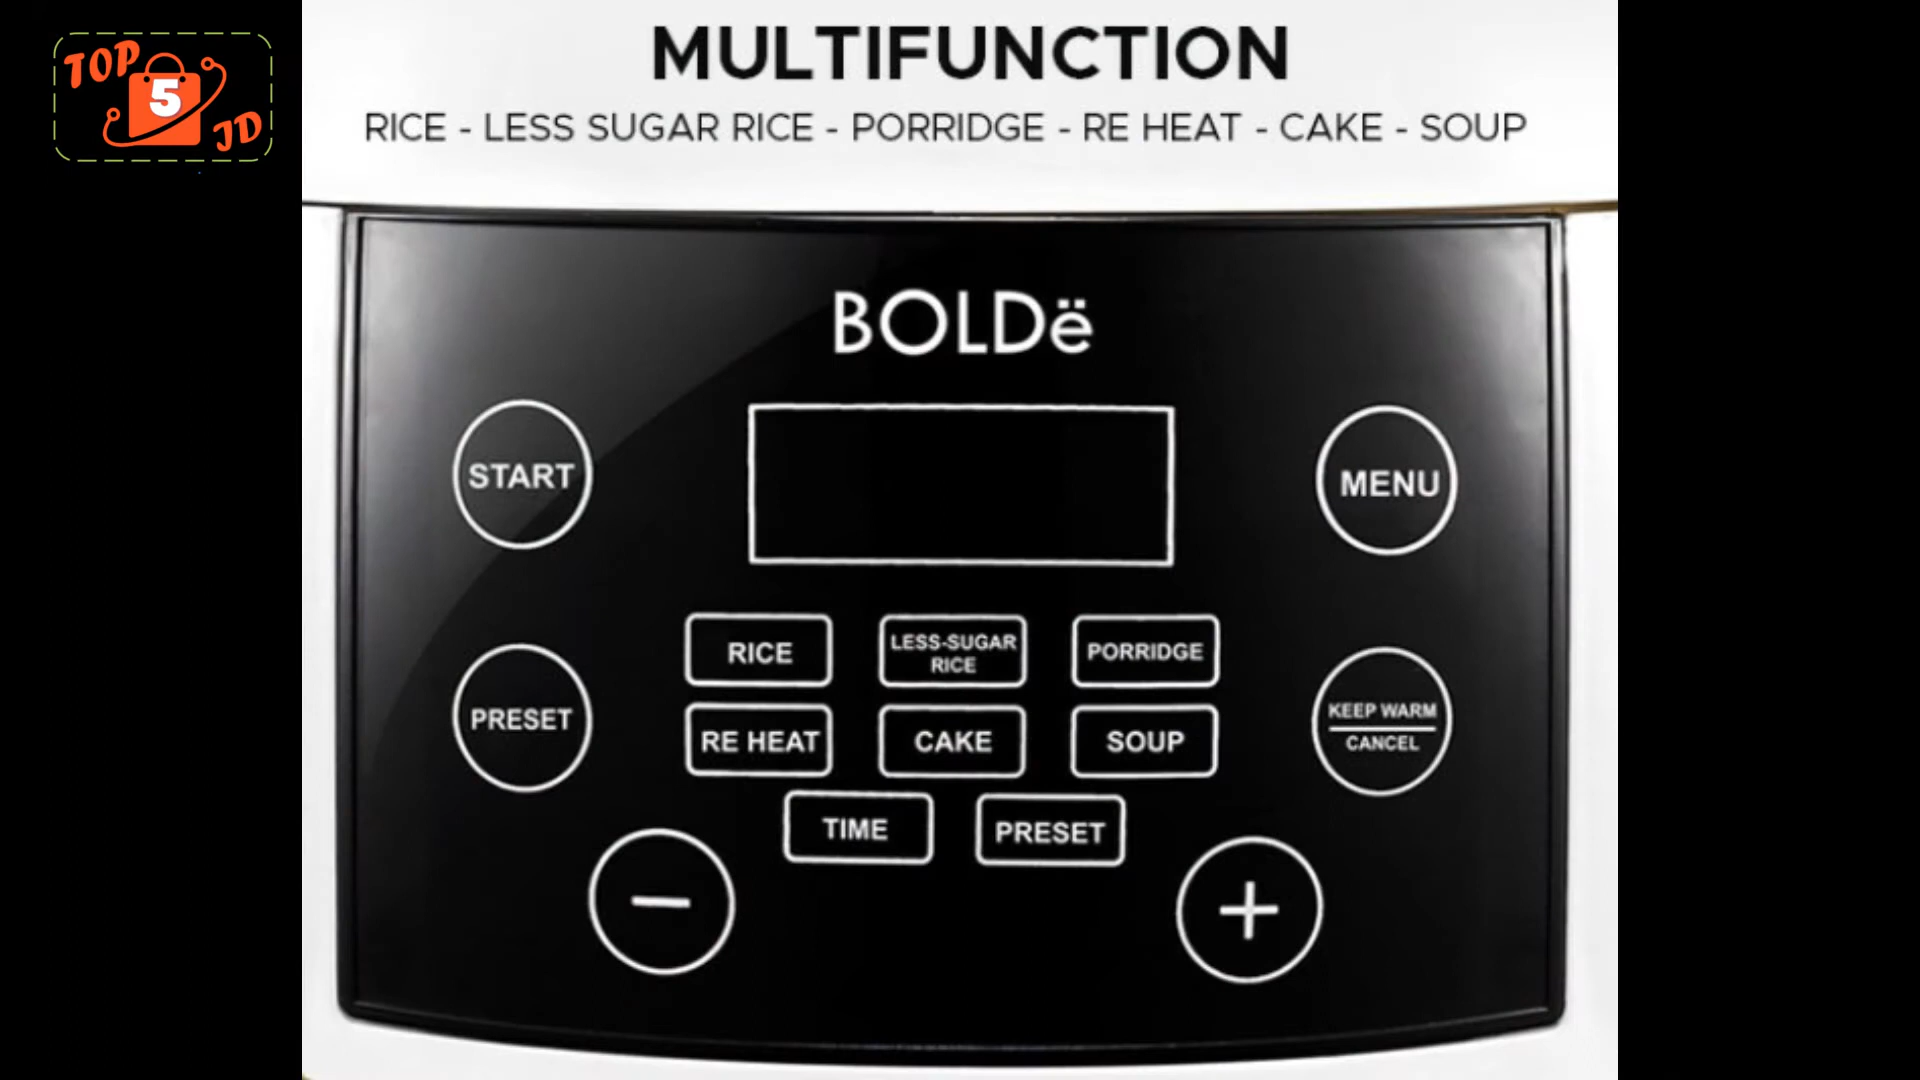 TOP
5
JD
MULTIFUNCTION
RICE - LESS SUGAR RICE - PORRIDGE - RE HEAT - CAKE - SOUP
BOLDë
START
MENU
RICE
LESS-SUGAR
RICE
PORRIDGE
PRESET
RE HEAT
CAKE
SOUP
KEEP WARM
CANCEL
TIME
PRESET
−
+